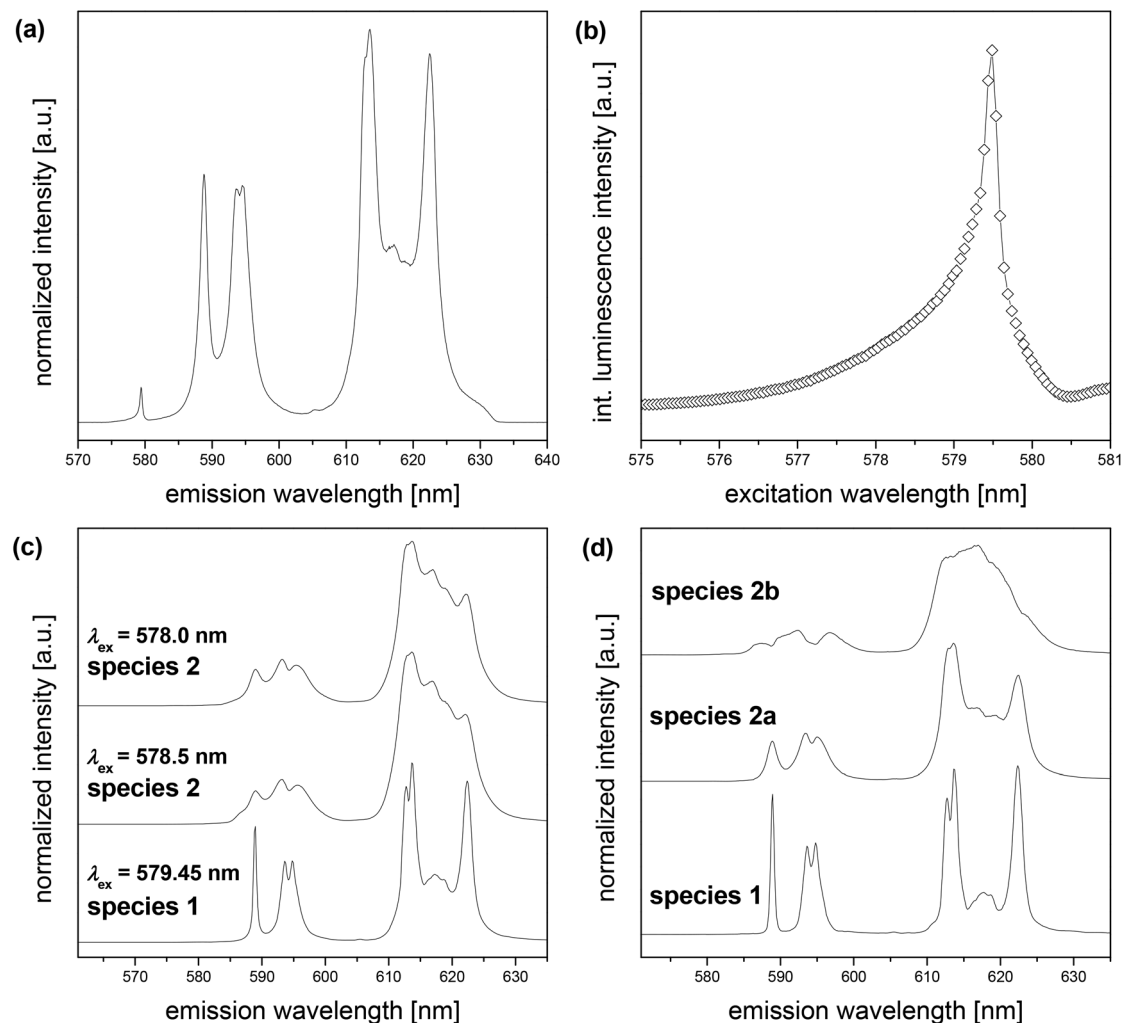 (a)
normalized intensity [a.u.]
570 580 590 600 610 620 630 640
emission wavelength [nm]
(b)
int. luminescence intensity [a.u.]
575 576 577 578 579 580 581
excitation wavelength [nm]
(c)
normalized intensity [a.u.]
λex = 578.0 nm
species 2
λex = 578.5 nm
species 2
λex = 579.45 nm
species 1
570 580 590 600 610 620 630
emission wavelength [nm]
(d)
normalized intensity [a.u.]
species 2b
species 2a
species 1
580 590 600 610 620 630
emission wavelength [nm]